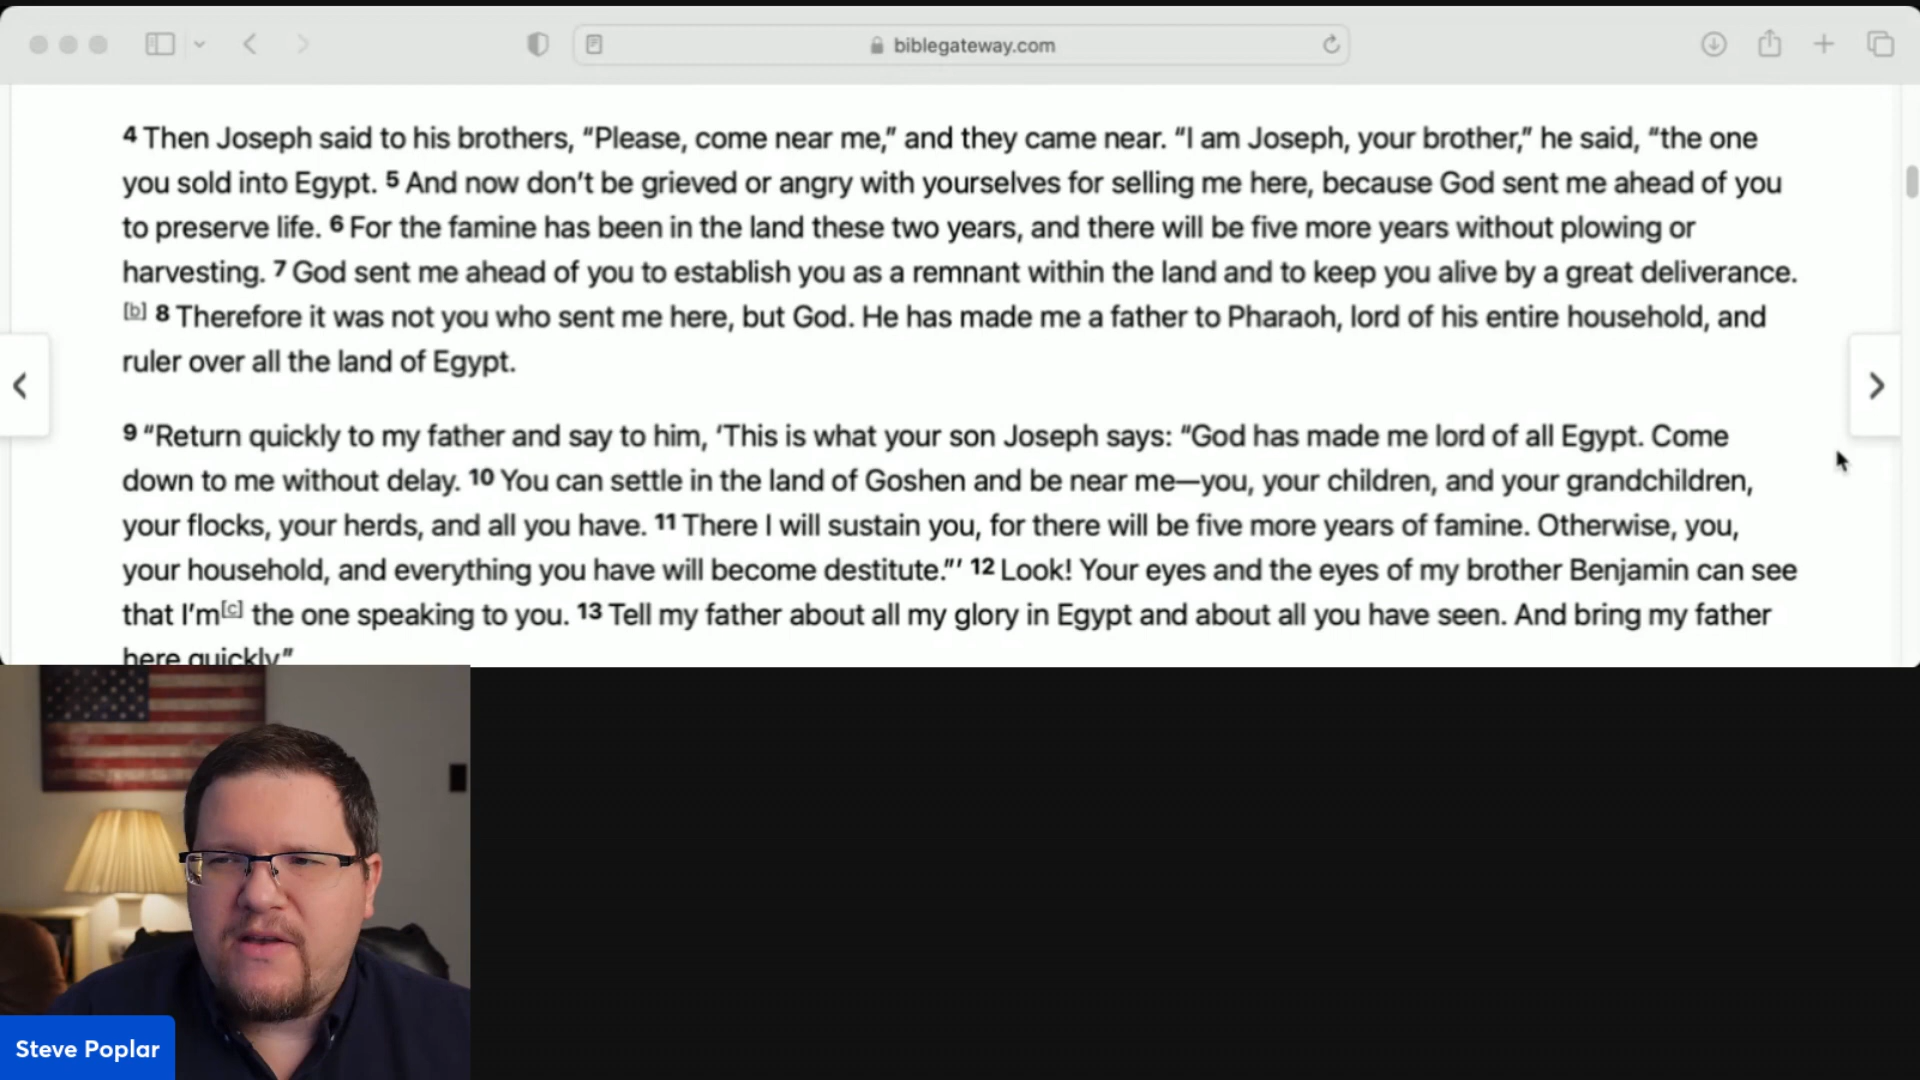 biblegateway.com
4 Then Joseph said to his brothers, “Please, come near me,” and they came near. “I am Joseph, your brother,” he said, “the one
you sold into Egypt. 5 And now don’t be grieved or angry with yourselves for selling me here, because God sent me ahead of you
to preserve life. 6 For the famine has been in the land these two years, and there will be five more years without plowing or
harvesting. 7 God sent me ahead of you to establish you as a remnant within the land and to keep you alive by a great deliverance.
[b] 8 Therefore it was not you who sent me here, but God. He has made me a father to Pharaoh, lord of his entire household, and
ruler over all the land of Egypt.
9 “Return quickly to my father and say to him, ‘This is what your son Joseph says: “God has made me lord of all Egypt. Come
down to me without delay. 10 You can settle in the land of Goshen and be near me—you, your children, and your grandchildren,
your flocks, your herds, and all you have. 11 There I will sustain you, for there will be five more years of famine. Otherwise, you,
your household, and everything you have will become destitute.”’ 12 Look! Your eyes and the eyes of my brother Benjamin can see
that I’m[c] the one speaking to you. 13 Tell my father about all my glory in Egypt and about all you have seen. And bring my father
here quickly.”
Steve Poplar